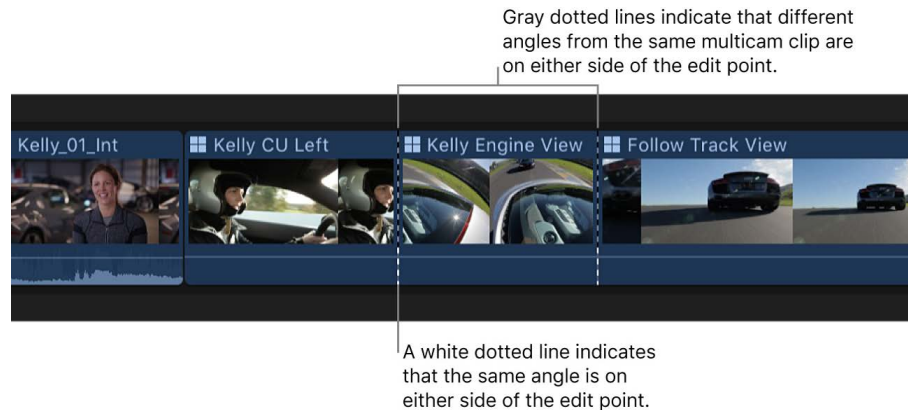 Gray dotted lines indicate that different
angles from the same multicam clip are
on either side of the edit point.
Kelly_01_Int
Kelly CU Left
Kelly Engine View
Follow Track View
A white dotted line indicates
that the same angle is on
either side of the edit point.